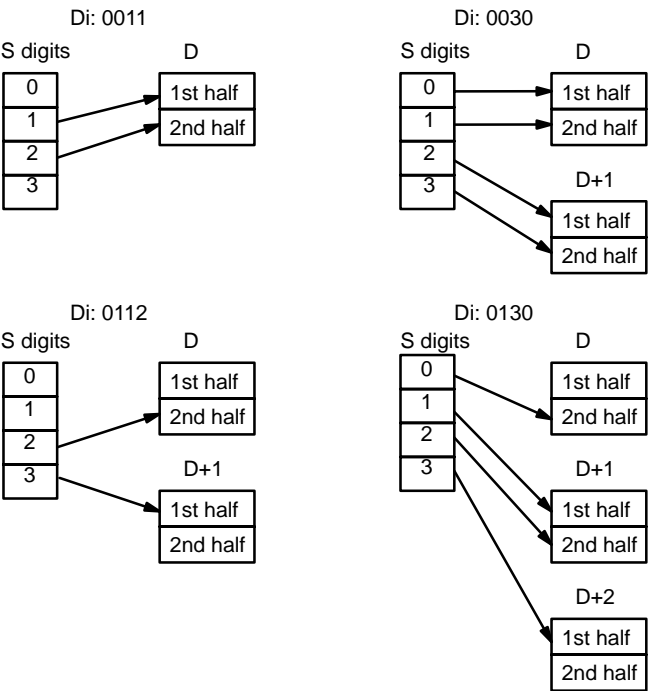 Di: 0011
S digits D
0
1
2
3
1st half
2nd half
Di: 0030
S digits D
0
1
2
3
1st half
2nd half
D+1
1st half
2nd half
Di: 0112
S digits D
0
1
2
3
1st half
2nd half
D+1
1st half
2nd half
Di: 0130
S digits D
0
1
2
3
1st half
2nd half
D+1
1st half
2nd half
D+2
1st half
2nd half